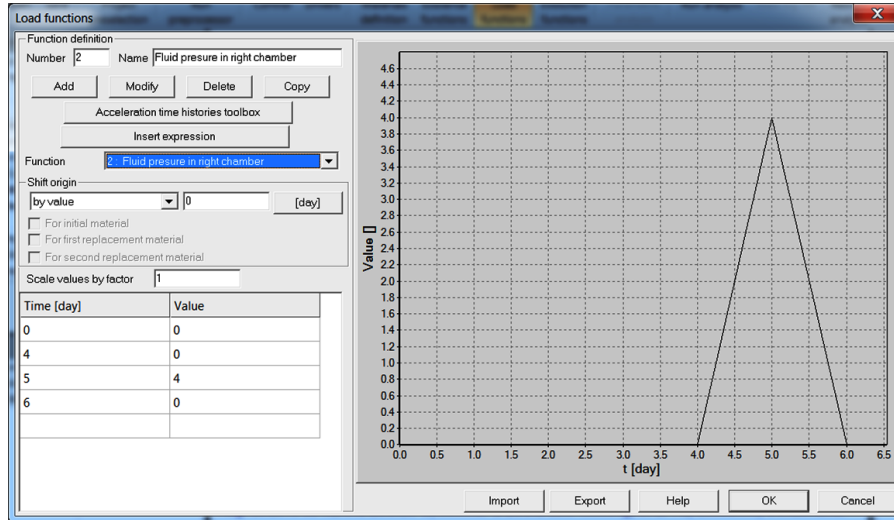 Load functions
X
Function definition
Number 2 Name Fluid presure in right chamber
Add Modify Delete Copy
Acceleration time histories toolbox
Insert expression
Function 2 : Fluid presure in right chamber
Shift origin
by value 0 [day]
For initial material
For first replacement material
For second replacement material
Scale values by factor 1
Time [day] Value
0 0
4 0
5 4
6 0
Value []
4.6
4.4
4.2
4.0
3.8
3.6
3.4
3.2
3.0
2.8
2.6
2.4
2.2
2.0
1.8
1.6
1.4
1.2
1.0
0.8
0.6
0.4
0.2
0.0
0.0 0.5 1.0 1.5 2.0 2.5 3.0 3.5 4.0 4.5 5.0 5.5 6.0 6.5
t [day]
Import Export Help OK Cancel